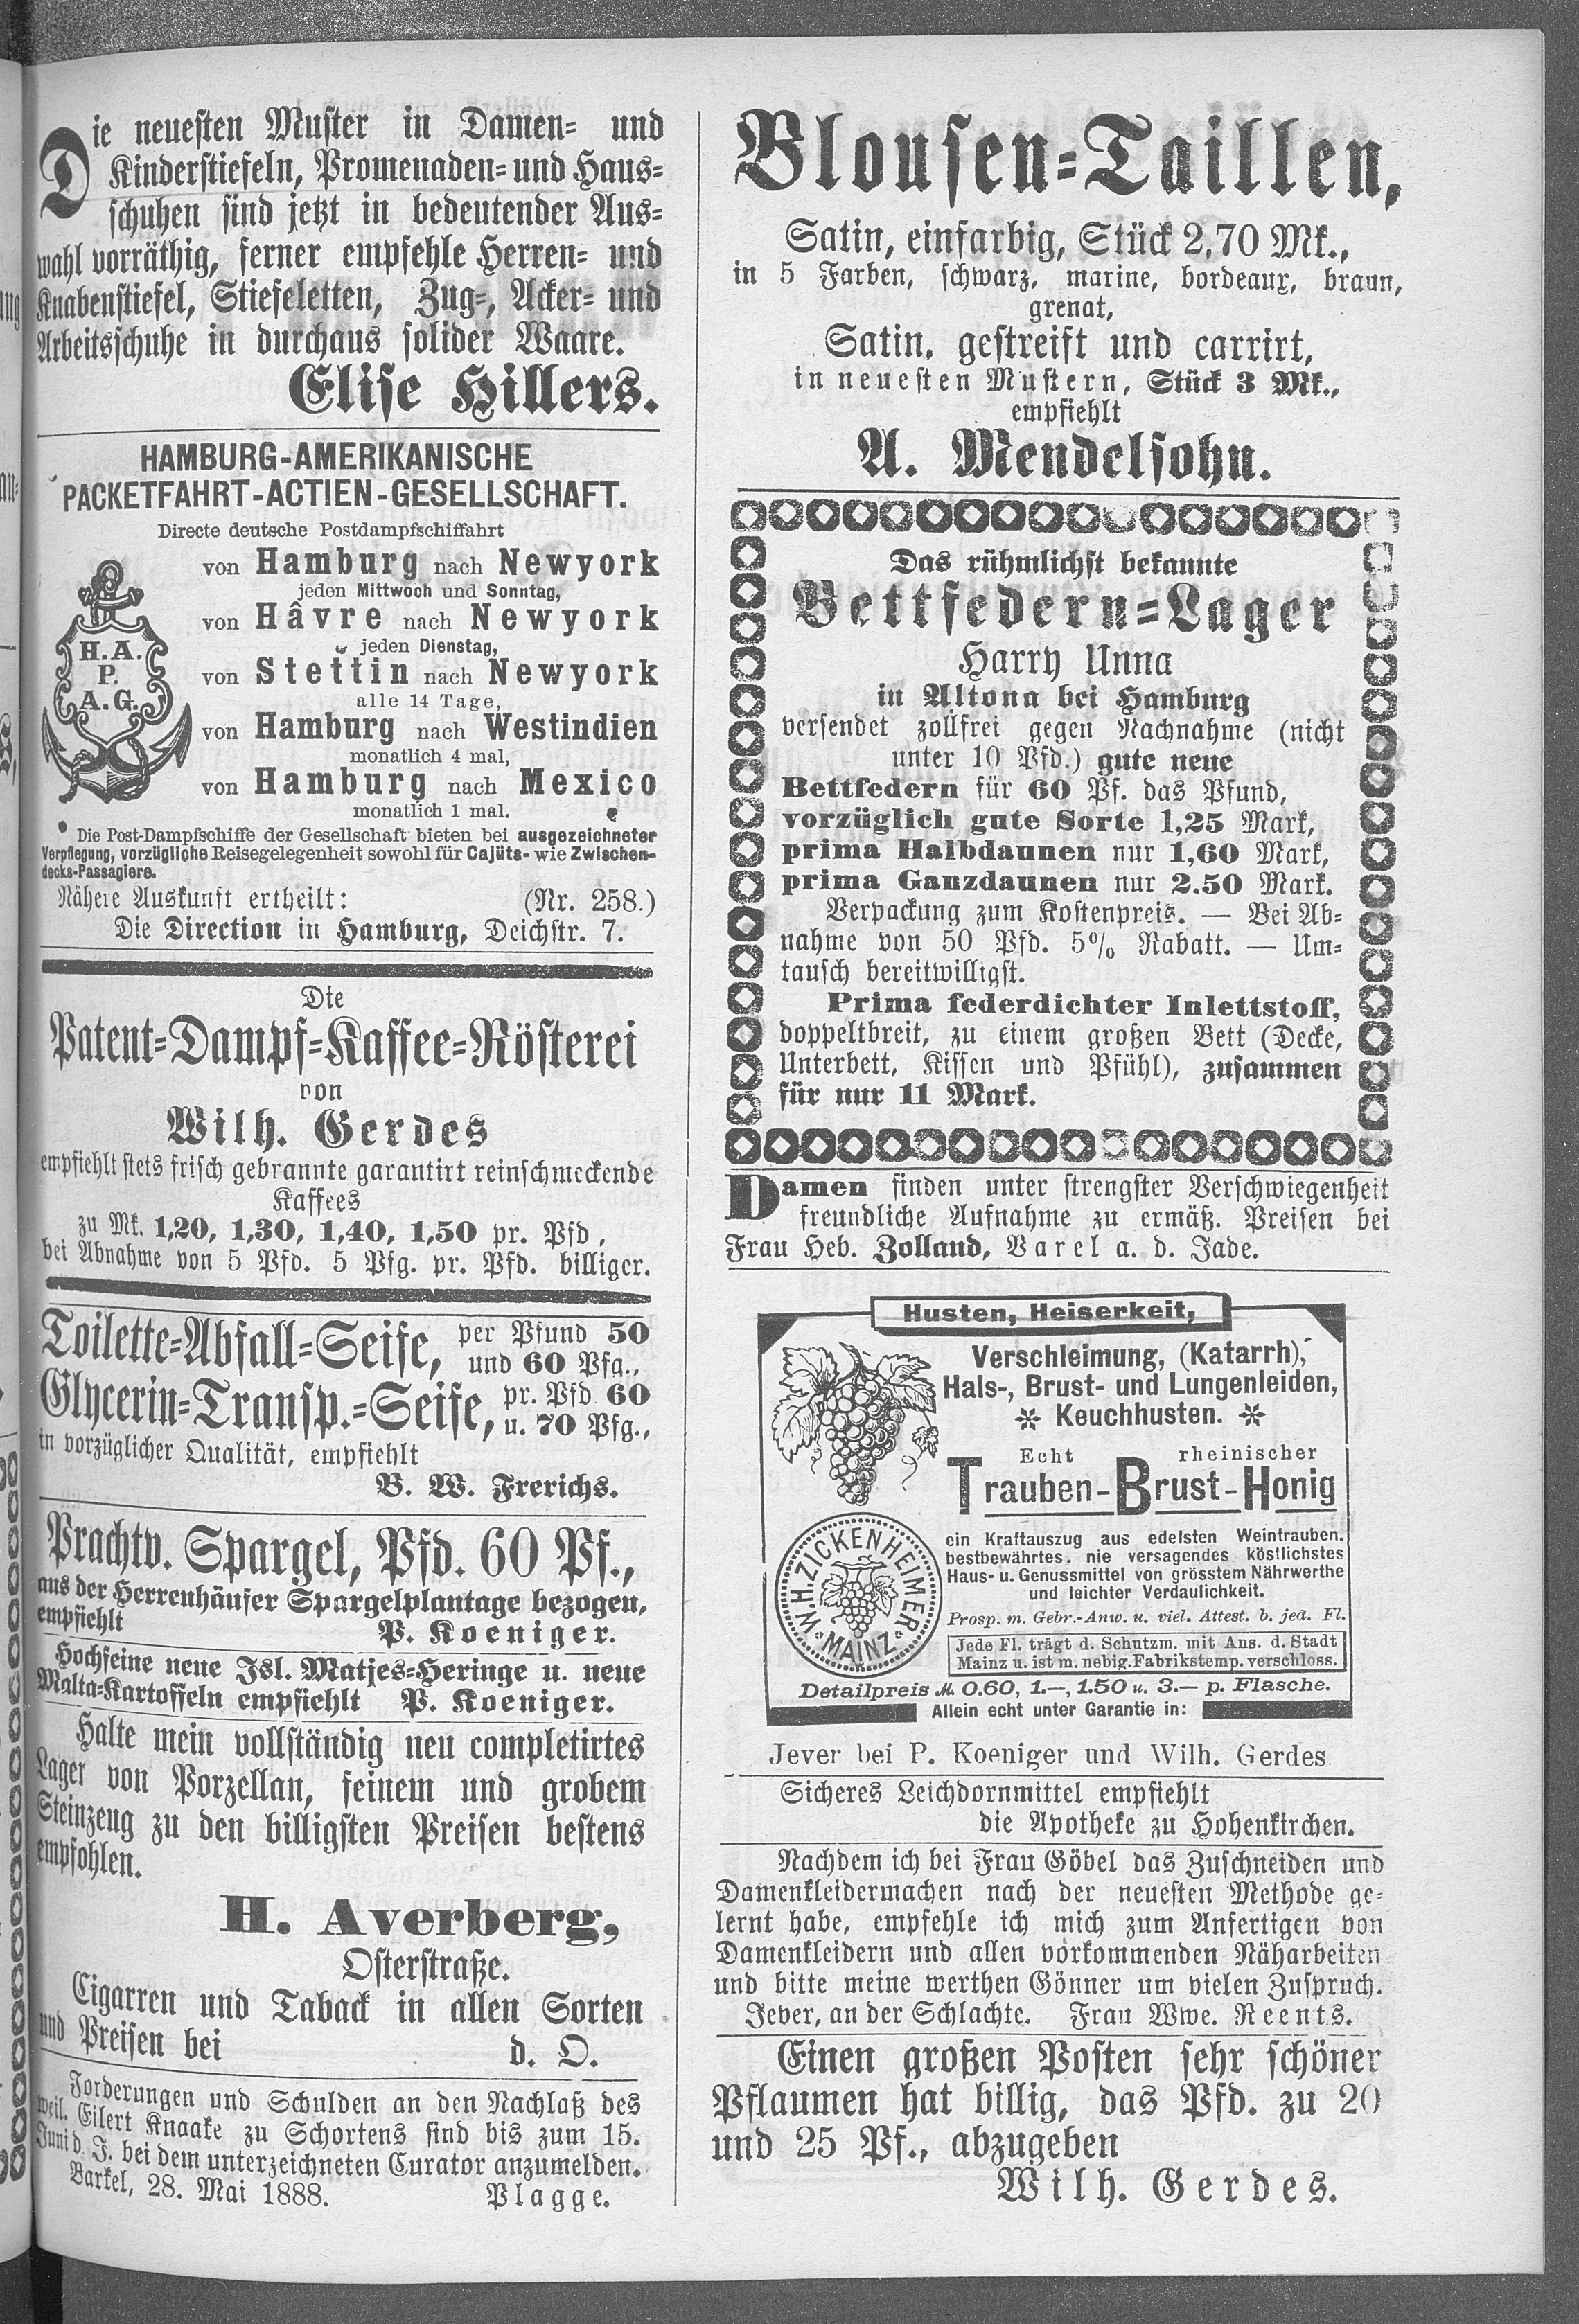 Die neuesten Muster in Damen- und
Kinderstiefeln, Promenaden- und Haus-
schuhen sind jetzt in bedeutender Aus-
wahl vorräthig, ferner empfehle Herren- und
Knabenstiefel, Stiefeletten, Zug-, Acker- und
Arbeitsschuhe in durchaus solider Waare.
Elise Hillers.
HAMBURG-AMERIKANISCHE
PACKETFAHRT-ACTIEN-GESELLSCHAFT.
Directe deutsche Postdampfschiffahrt
von Hamburg nach Newyork
jeden Mittwoch und Sonntag,
von Hâvre nach Newyork
jeden Dienstag,
von Stettin nach Newyork
alle 14 Tage,
von Hamburg nach Westindien
monatlich 4 mal,
von Hamburg nach Mexico
monatlich 1 mal.
H.A.
P.
A.G.
Die Post-Dampfschiffe der Gesellschaft bieten bei ausgezeichneter
Verpflegung, vorzügliche Reisegelegenheit sowohl für Cajüts- wie Zwischen-
decks-Passagiere.
Nähere Auskunft ertheilt: (Nr. 258.)
Die Direction in Hamburg, Deichstr. 7.
Die
Patent-Dampf-Kaffee-Rösterei
von
Wilh. Gerdes
empfiehlt stets frisch gebrannte garantirt reinschmeckende
Kaffees
zu Mk. 1,20, 1,30, 1,40, 1,50 pr. Pfd.,
bei Abnahme von 5 Pfd. 5 Pfg. pr. Pfd. billiger.
Toilette-Abfall-Seife, per Pfund 50
und 60 Pfg.,
Glycerin-Transp.-Seife, pr. Pfd 60
u. 70 Pfg.,
in vorzüglicher Qualität, empfiehlt
B. W. Frerichs.
Prachtv. Spargel, Pfd. 60 Pf.,
aus der Herrenhäuser Spargelplantage bezogen,
empfiehlt P. Koeniger.
Hochfeine neue Isl. Matjes-Heringe u. neue
Malta-Kartoffeln empfiehlt P. Koeniger.
Halte mein vollständig neu completirtes
Lager von Porzellan, feinem und grobem
Steinzeug zu den billigsten Preisen bestens
empfohlen.
H. Averberg,
Osterstraße.
Cigarren und Taback in allen Sorten
und Preisen bei d. O.
Forderungen und Schulden an den Nachlaß des
weil. Eilert Knaake zu Schortens sind bis zum 15.
Juni d. J. bei dem unterzeichneten Curator anzumelden.
Barkel, 28. Mai 1888. Plagge.
Blousen-Taillen,
Satin, einfarbig, Stück 2,70 Mk.,
in 5 Farben, schwarz, marine, bordeaux, braun,
grenat,
Satin, gestreift und carrirt,
in neuesten Mustern, Stück 3 Mk.,
empfiehlt
A. Mendelsohn.
Das rühmlichst bekannte
Bettfedern-Lager
Harry Unna
in Altona bei Hamburg
versendet zollfrei gegen Nachnahme (nicht
unter 10 Pfd.) gute neue
Bettfedern für 60 Pf. das Pfund,
vorzüglich gute Sorte 1,25 Mark,
prima Halbdaunen nur 1,60 Mark,
prima Ganzdaunen nur 2.50 Mark.
Verpackung zum Kostenpreis. — Bei Ab-
nahme von 50 Pfd. 5% Rabatt. — Um-
tausch bereitwilligst.
Prima federdichter Inlettstoff,
doppeltbreit, zu einem großen Bett (Decke,
Unterbett, Kissen und Pfühl), zusammen
für nur 11 Mark.
Damen finden unter strengster Verschwiegenheit
freundliche Aufnahme zu ermäß. Preisen bei
Frau Heb. Zolland, Varel a. d. Jade.
Husten, Heiserkeit,
Verschleimung, (Katarrh),
Hals-, Brust- und Lungenleiden,
Keuchhusten.
Echt rheinischer
Trauben-Brust-Honig
W.H. ZICKENHEIMER
MAINZ
ein Kraftauszug aus edelsten Weintrauben.
bestbewährtes. nie versagendes köstlichstes
Haus- u. Genussmittel von grösstem Nährwerthe
und leichter Verdaulichkeit.
Prosp. m. Gebr.-Anw. u. viel. Attest. b. jed. Fl.
Jede Fl. trägt d. Schutzm. mit Ans. d. Stadt
Mainz u. ist m. nebig. Fabrikstemp. verschloss.
Detailpreis M. 0.60, 1.—, 1.50 u. 3.— p. Flasche.
Allein echt unter Garantie in:
Jever bei P. Koeniger und Wilh. Gerdes.
Sicheres Leichdornmittel empfiehlt
die Apotheke zu Hohenkirchen.
Nachdem ich bei Frau Göbel das Zuschneiden und
Damenkleidermachen nach der neuesten Methode ge-
lernt habe, empfehle ich mich zum Anfertigen von
Damenkleidern und allen vorkommenden Näharbeiten
und bitte meine werthen Gönner um vielen Zuspruch.
Jever, an der Schlachte. Frau Wwe. Reents.
Einen großen Posten sehr schöner
Pflaumen hat billig, das Pfd. zu 20
und 25 Pf., abzugeben
Wilh. Gerdes.